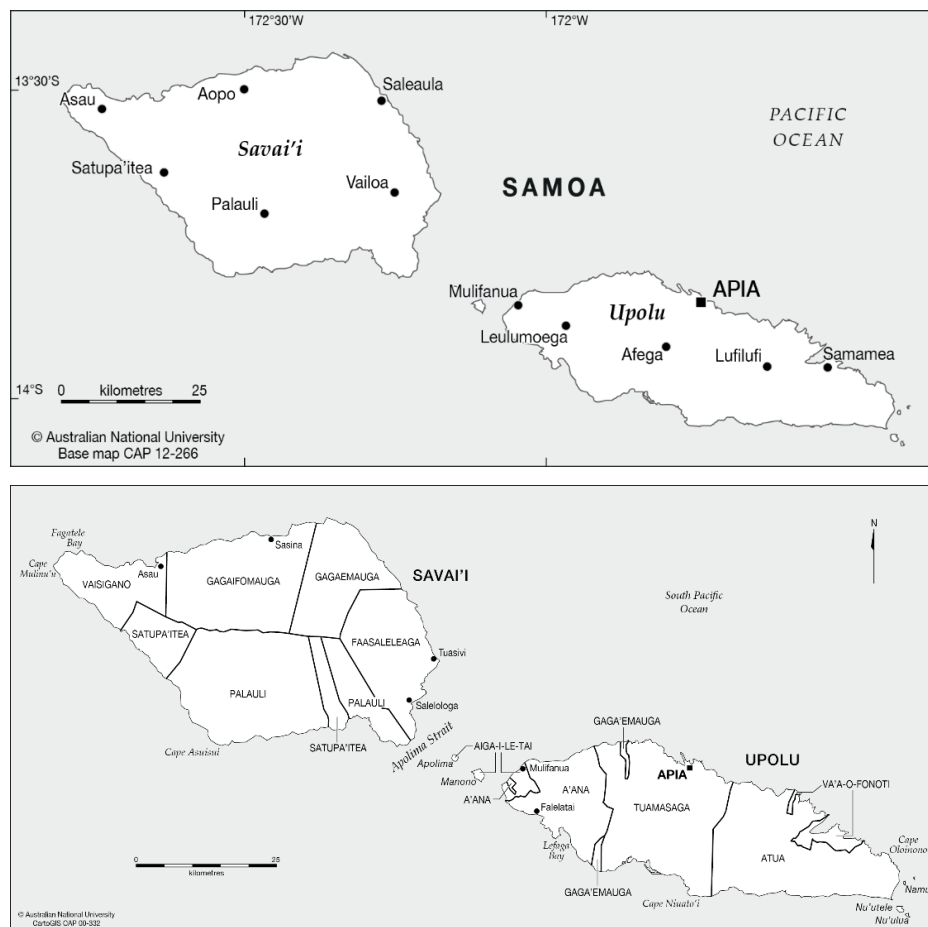 172°30'W
172°W
13°30'S
Asau
Aopo
Saleaula
PACIFIC
OCEAN
Savai'i
Satupa'itea
Vailoa
SAMOA
Palauli
Mulifanua
APIA
Upolu
Leulumoega
Afega
Lufilufi
Samamea
14°S
0 kilometres 25
© Australian National University
Base map CAP 12-266
Fagatele
Bay
Cape
Mulinu'u
VAISIGANO
Asau
Sasina
GAGAIFOMAUGA
GAGAEMAUGA
SAVAI'I
N
South Pacific
Ocean
SATUPA'ITEA
FAASALELEAGA
Tuasivi
PALAULI
PALAULI
Salelologa
SATUPA'ITEA
Cape Asuisui
Apolima Strait
GAGA'EMAUGA
AIGA-I-LE-TAI
Apolima
UPOLU
Mulifanua
APIA
Manono
VA'A-O-FONOTI
A'ANA
A'ANA
TUAMASAGA
Falelatai
Lefaga
Bay
ATUA
Cape
GAGA'EMAUGA
Cape Niuato'i
Namu
Nu'utele
Nu'ulua
0 25
kilometres
© Australian National University
CartoGIS CAP 00-332